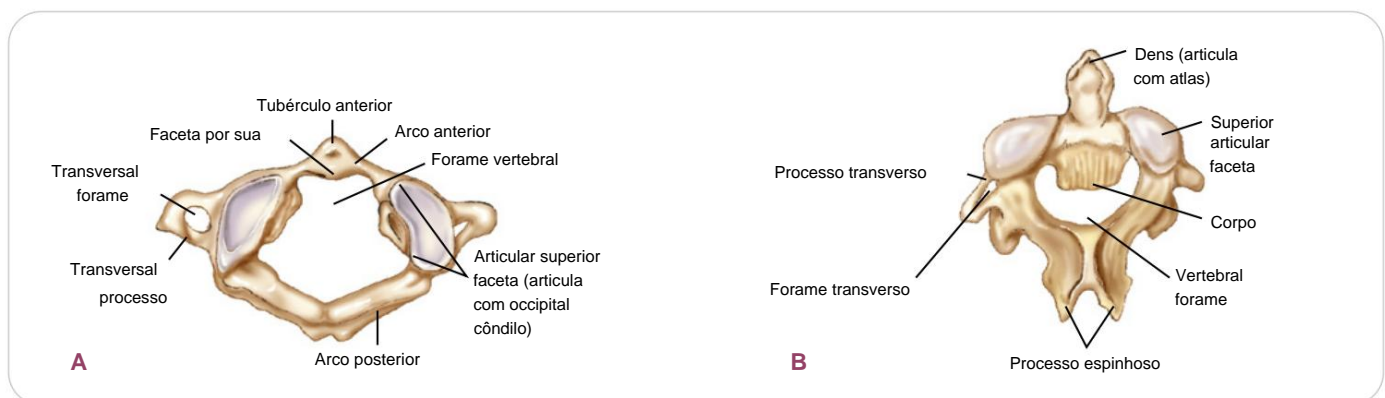 Tubérculo anterior
Faceta por sua
Arco anterior
Transversal
forame
Forame vertebral
Transversal
processo
Articular superior
faceta (articula
com occipital
côndilo)
Arco posterior
A
Dens (articula
com atlas)
Superior
articular
faceta
Processo transverso
Corpo
Forame transverso
Vertebral
forame
Processo espinhoso
B